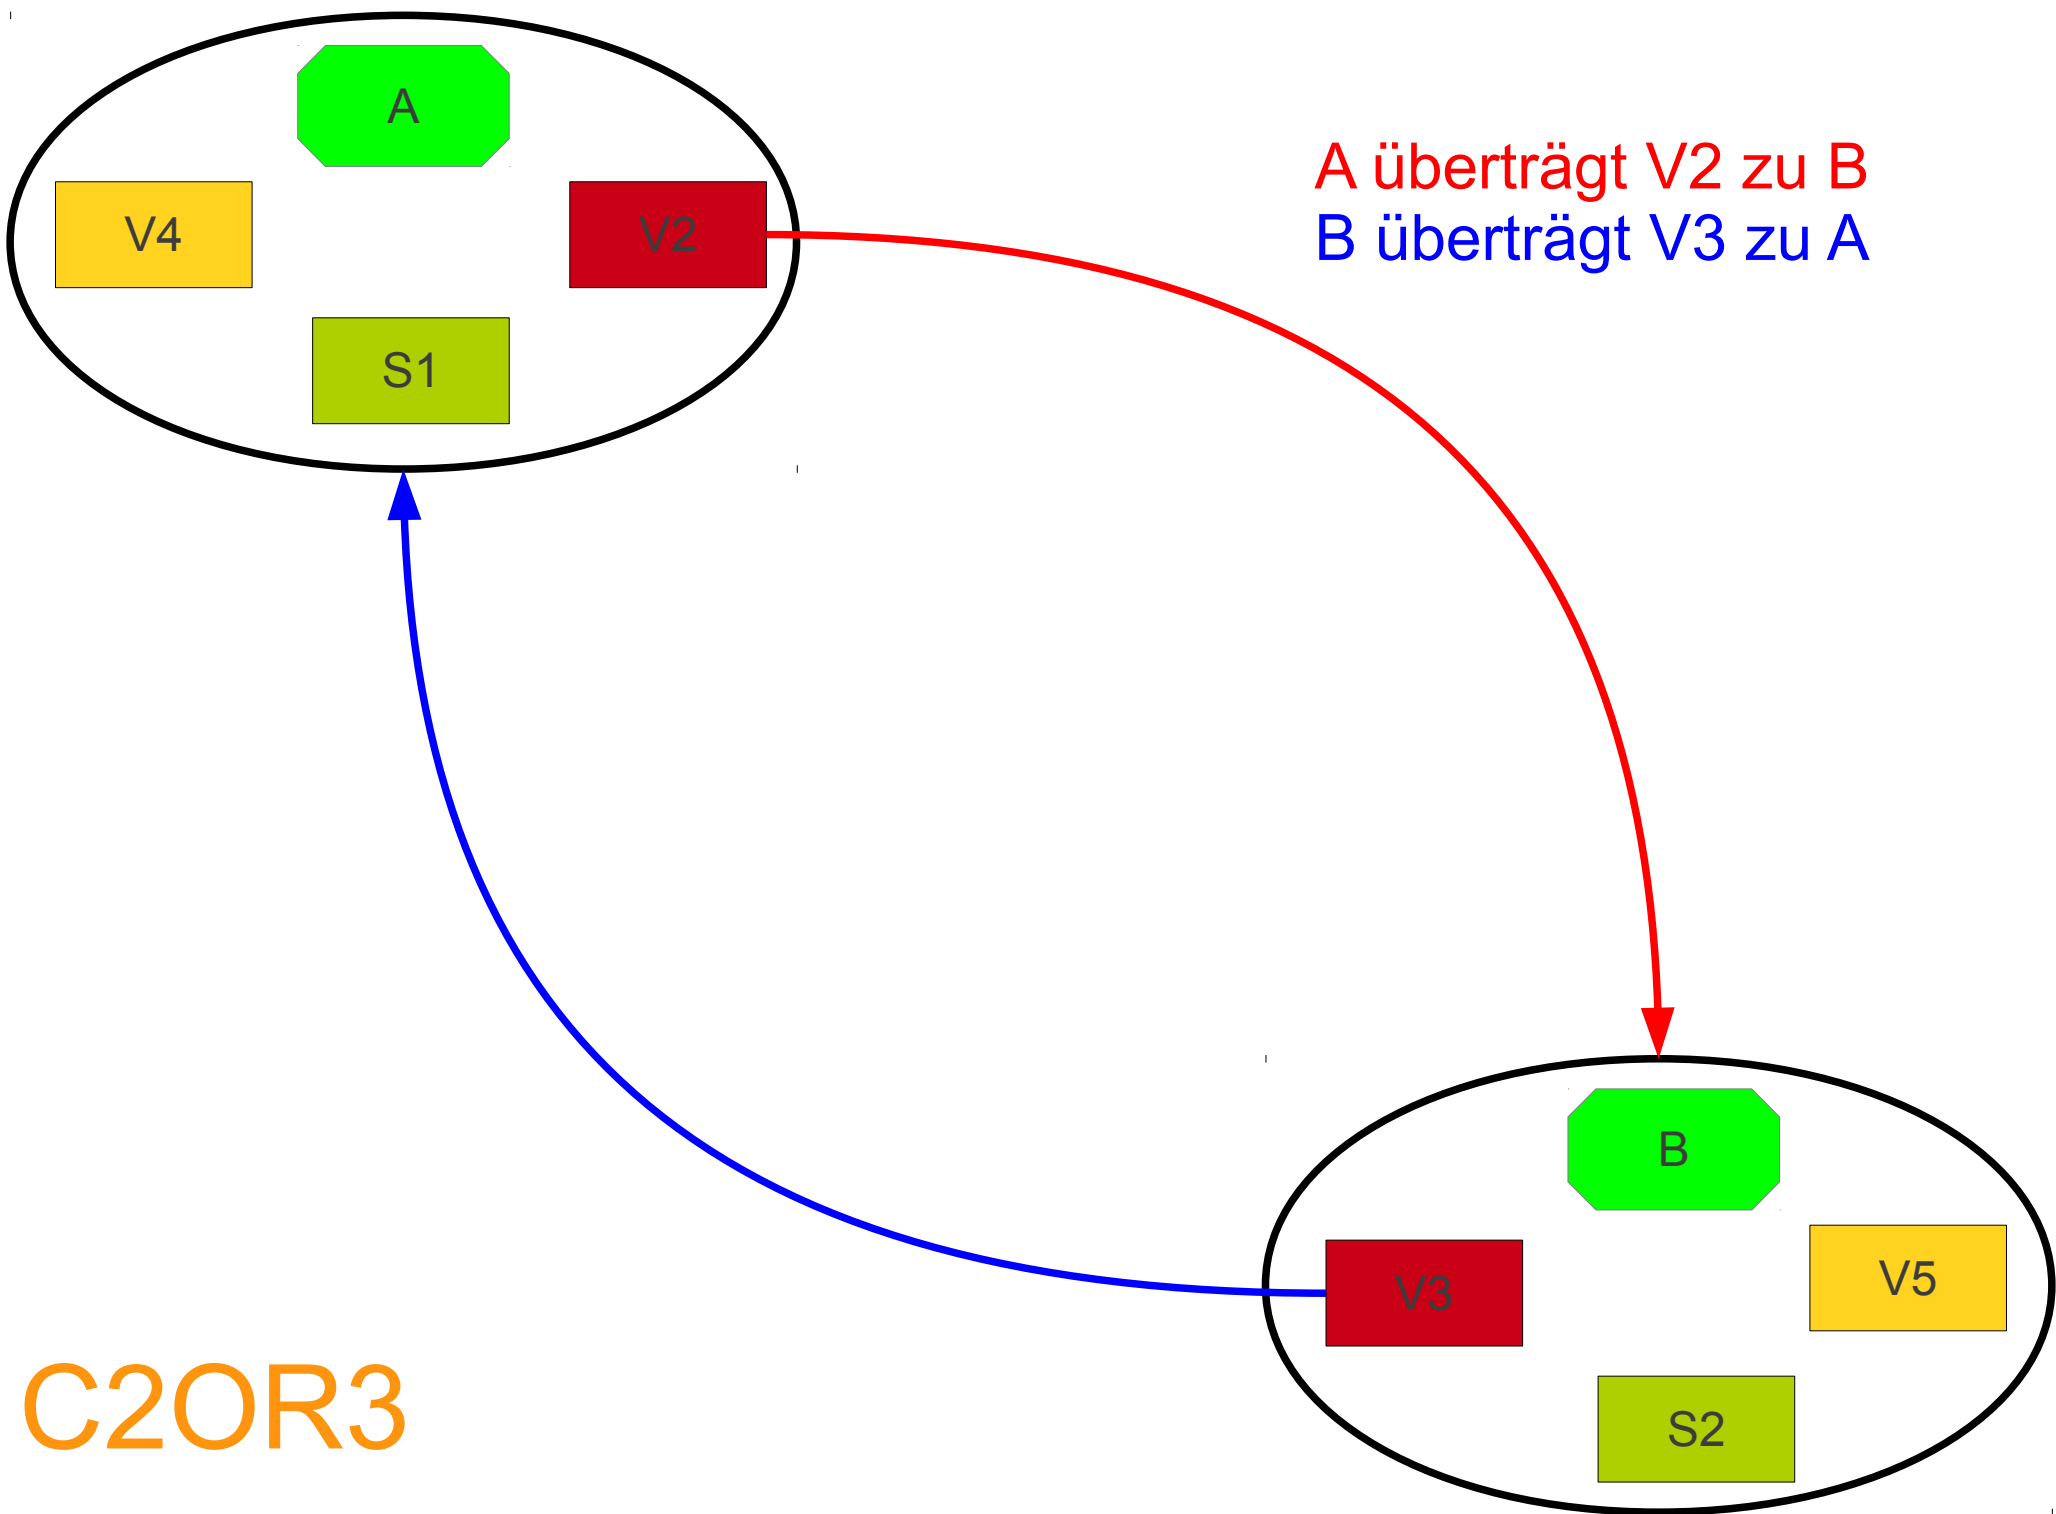 A
V4
V2
S1
A überträgt V2 zu B
B überträgt V3 zu A
B
V3
V5
S2
C2OR3